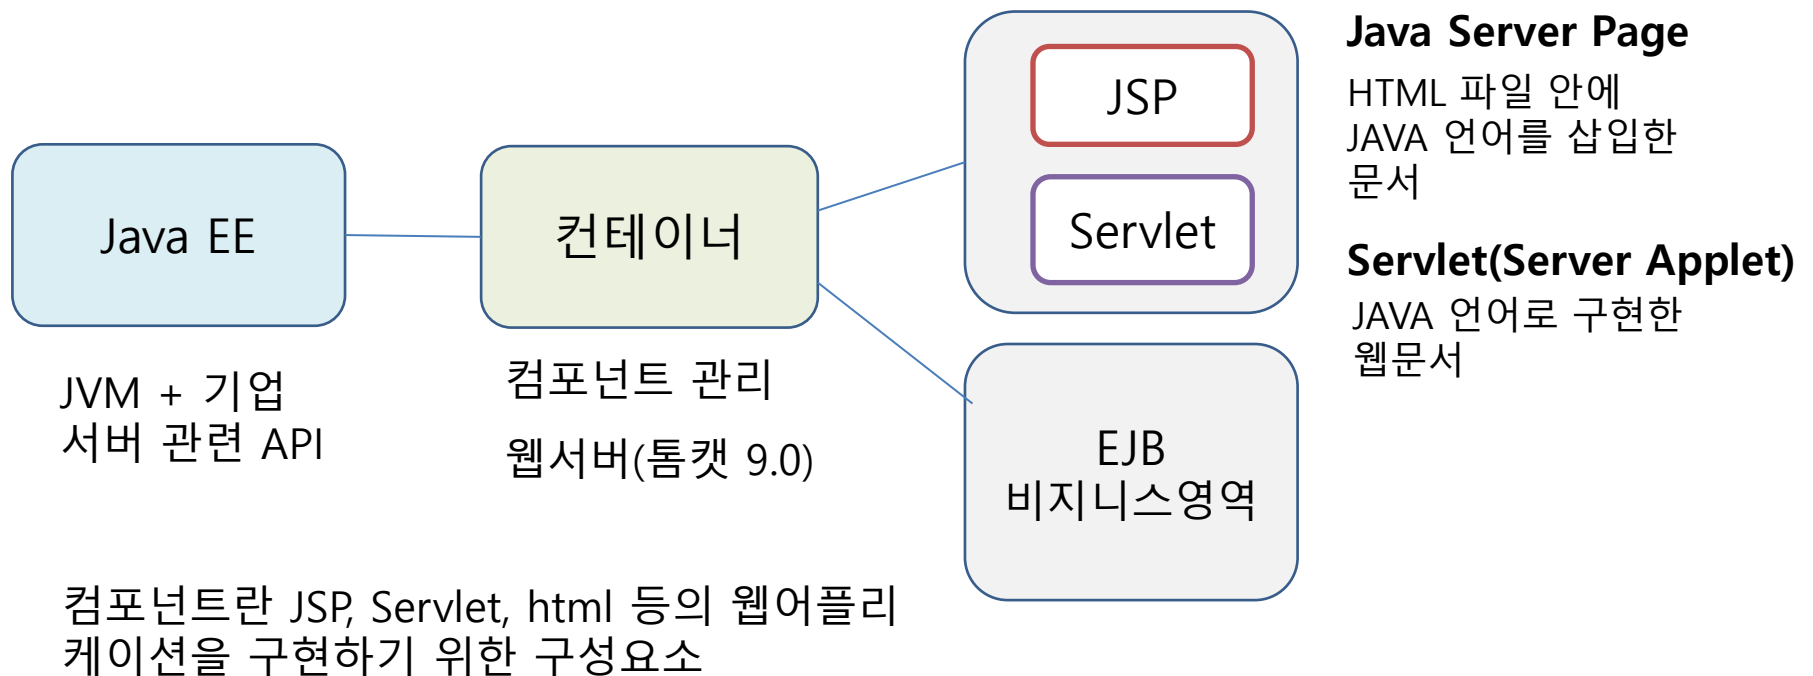 Java EE
JVM + 기업
서버 관련 API
컨테이너
컴포넌트 관리
웹서버(톰캣 9.0)
JSP
Servlet
EJB
비지니스영역
Java Server Page
HTML 파일 안에
JAVA 언어를 삽입한
문서
Servlet(Server Applet)
JAVA 언어로 구현한
웹문서
컴포넌트란 JSP, Servlet, html 등의 웹어플리
케이션을 구현하기 위한 구성요소